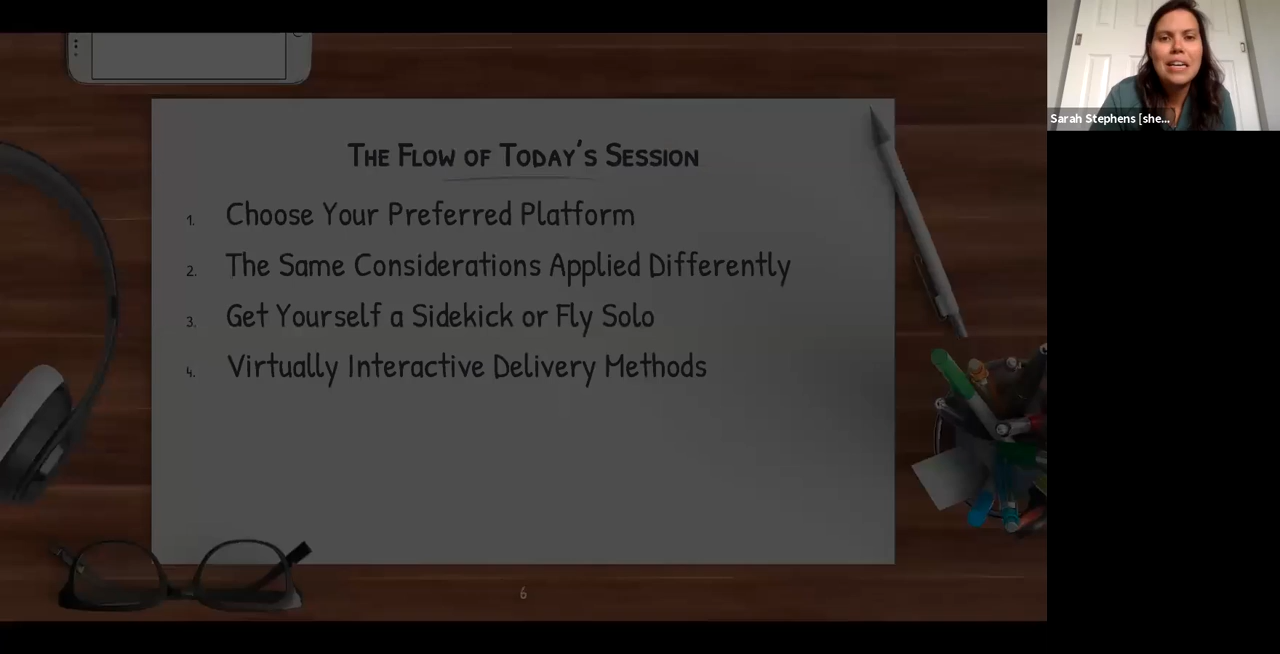 The Flow of Today's Session
1. Choose Your Preferred Platform
2. The Same Considerations Applied Differently
3. Get Yourself a Sidekick or Fly Solo
4. Virtually Interactive Delivery Methods
6
Sarah Stephens [she...